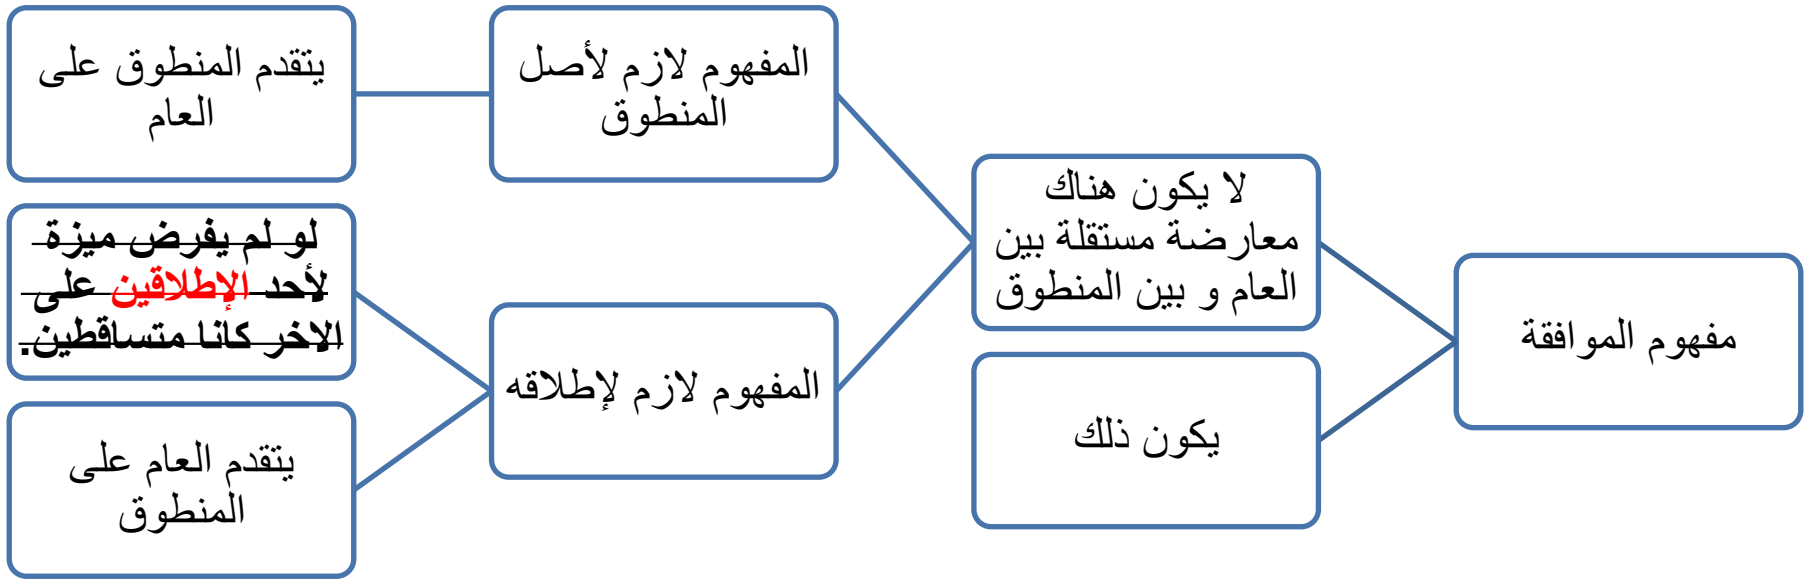 مفهوم الموافقة
لا يكون هناك
معارضة مستقلة بين
العام و بين المنطوق
يكون ذلك
المفهوم لازم لأصل
المنطوق
المفهوم لازم لإطلاقه
يتقدم المنطوق على
العام
لو لم يفرض ميزة
لأحد الإطلاقين على
الاخر كانا متساقطين.
يتقدم العام على
المنطوق